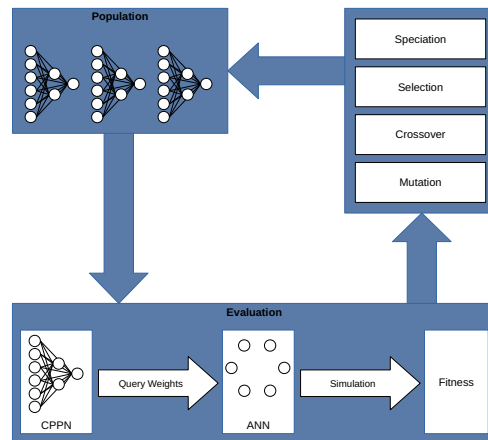 Population
Speciation
Selection
Crossover
Mutation
Evaluation
CPPN
Query Weights
ANN
Simulation
Fitness